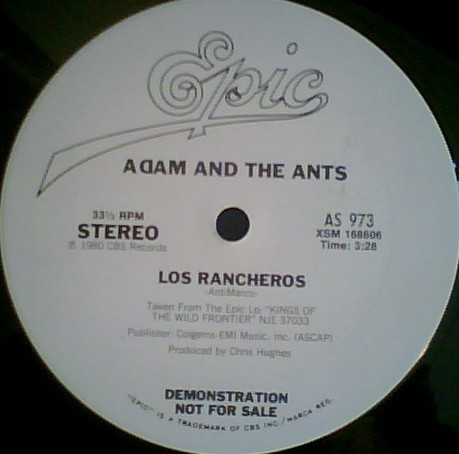 Epic
ADAM AND THE ANTS
33⅓ RPM
STEREO
℗ 1980 CBS Records
AS 973
XSM 168606
Time: 3:28
LOS RANCHEROS
-Ant/Marco-
Taken From The Epic Lp: "KINGS OF
THE WILD FRONTIER" NJE 37033
Publisher: Colgems-EMI Music, Inc. (ASCAP)
Produced by Chris Hughes
DEMONSTRATION
NOT FOR SALE
"EPIC" IS A TRADEMARK OF CBS INC./MARCA REG.